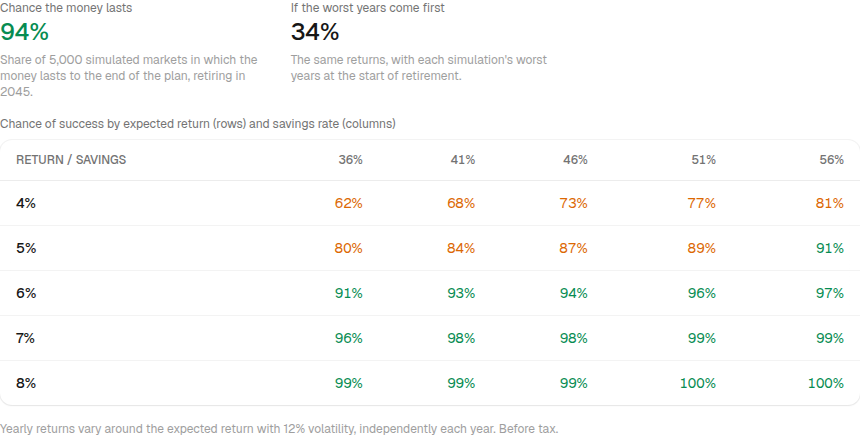 Chance the money lasts
94%
Share of 5,000 simulated markets in which the
money lasts to the end of the plan, retiring in
2045.
If the worst years come first
34%
The same returns, with each simulation's worst
years at the start of retirement.
Chance of success by expected return (rows) and savings rate (columns)
RETURN / SAVINGS 36% 41% 46% 51% 56%
4% 62% 68% 73% 77% 81%
5% 80% 84% 87% 89% 91%
6% 91% 93% 94% 96% 97%
7% 96% 98% 98% 99% 99%
8% 99% 99% 99% 100% 100%
Yearly returns vary around the expected return with 12% volatility, independently each year. Before tax.